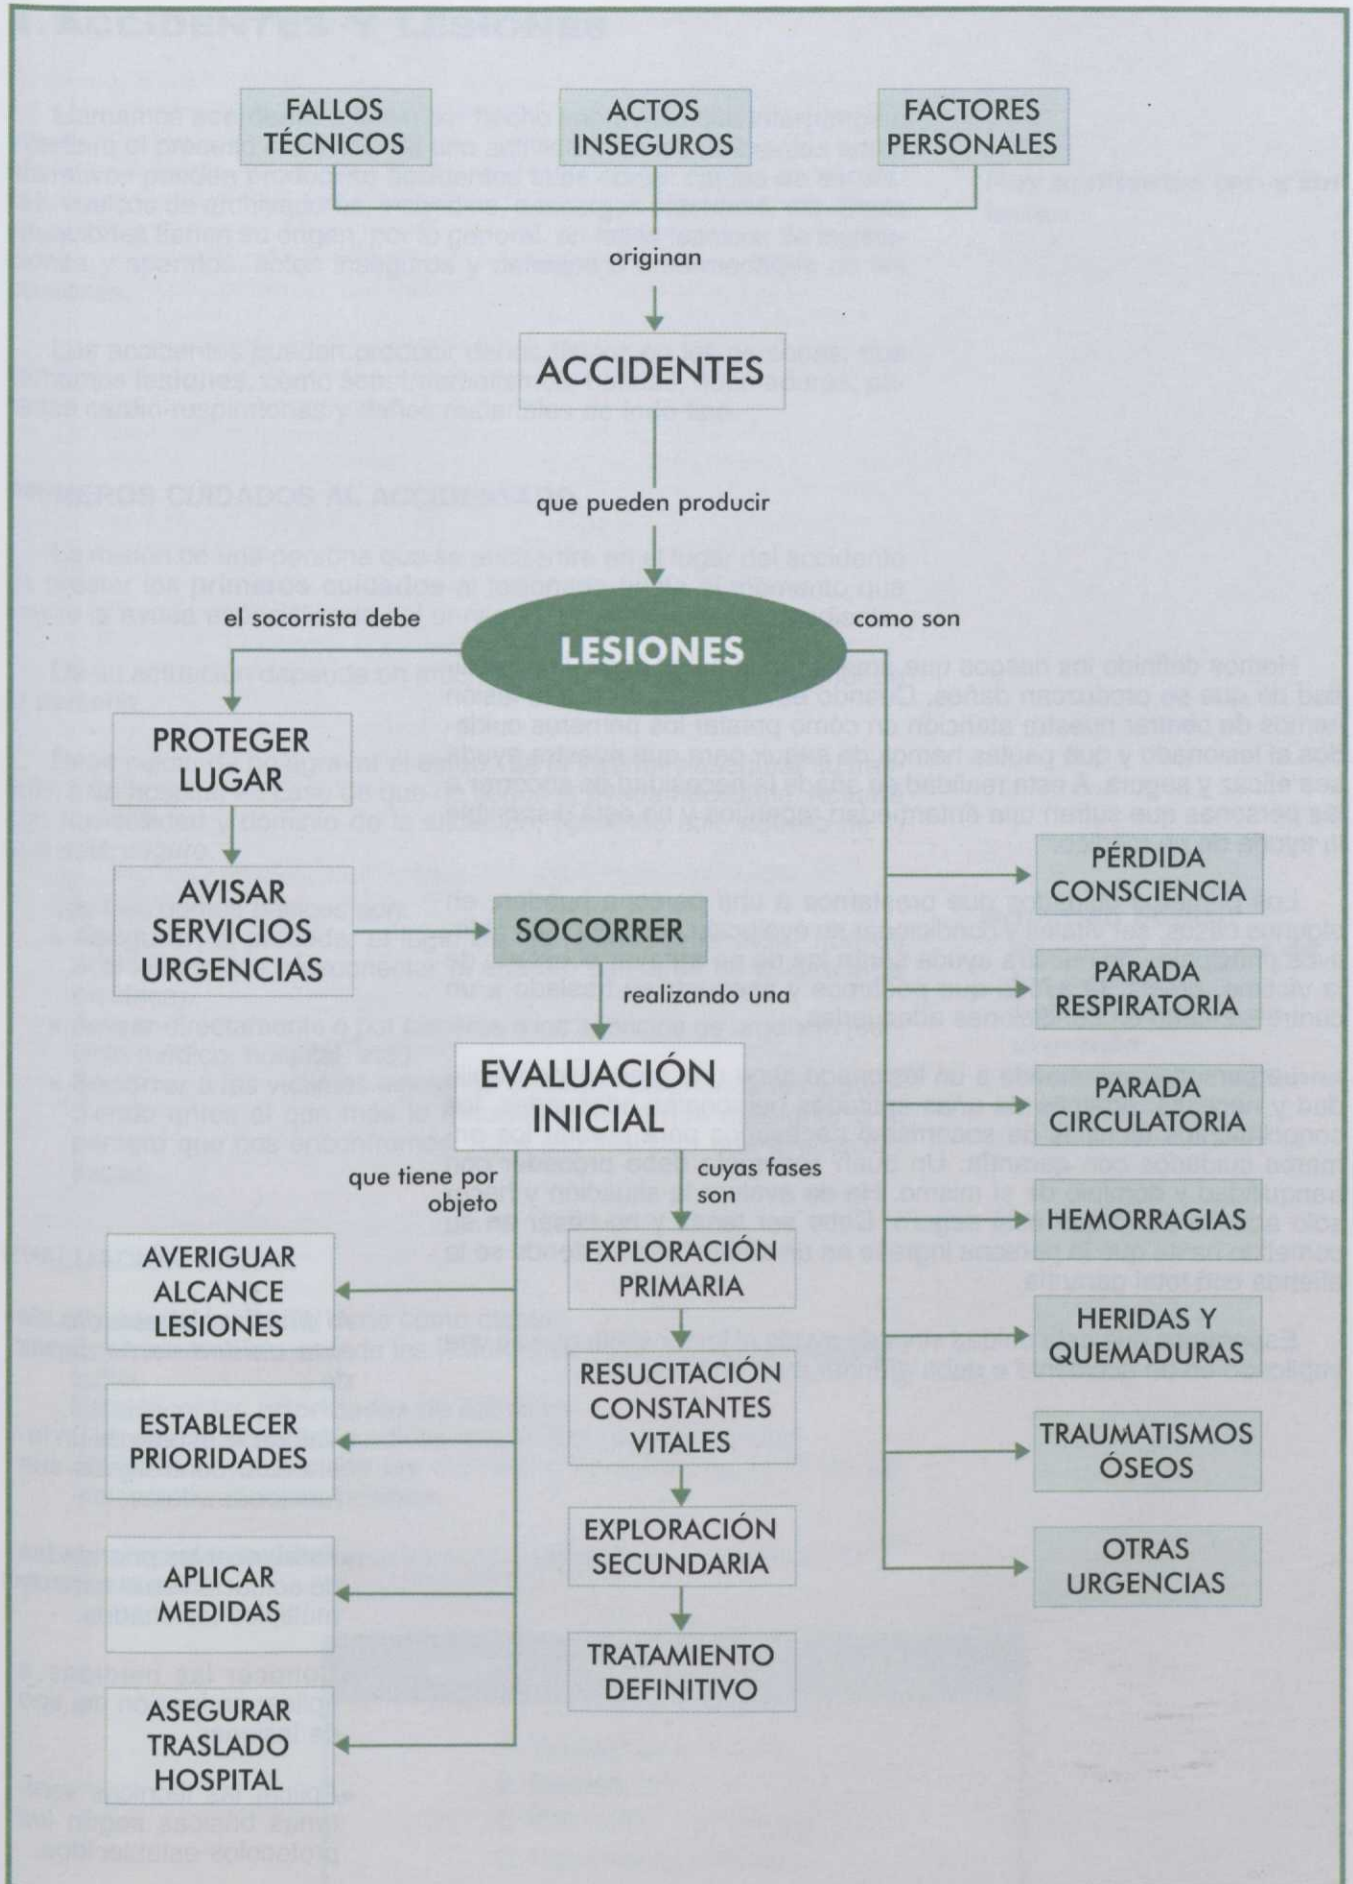 FALLOS
TÉCNICOS
ACTOS
INSEGUROS
FACTORES
PERSONALES
originan
ACCIDENTES
que pueden producir
el socorrista debe
LESIONES
como son
PROTEGER
LUGAR
AVISAR
SERVICIOS
URGENCIAS
SOCORRER
realizando una
EVALUACIÓN
INICIAL
que tiene por
objeto
cuyas fases
son
AVERIGUAR
ALCANCE
LESIONES
ESTABLECER
PRIORIDADES
APLICAR
MEDIDAS
ASEGURAR
TRASLADO
HOSPITAL
EXPLORACIÓN
PRIMARIA
RESUCITACIÓN
CONSTANTES
VITALES
EXPLORACIÓN
SECUNDARIA
TRATAMIENTO
DEFINITIVO
PÉRDIDA
CONSCIENCIA
PARADA
RESPIRATORIA
PARADA
CIRCULATORIA
HEMORRAGIAS
HERIDAS Y
QUEMADURAS
TRAUMATISMOS
ÓSEOS
OTRAS
URGENCIAS